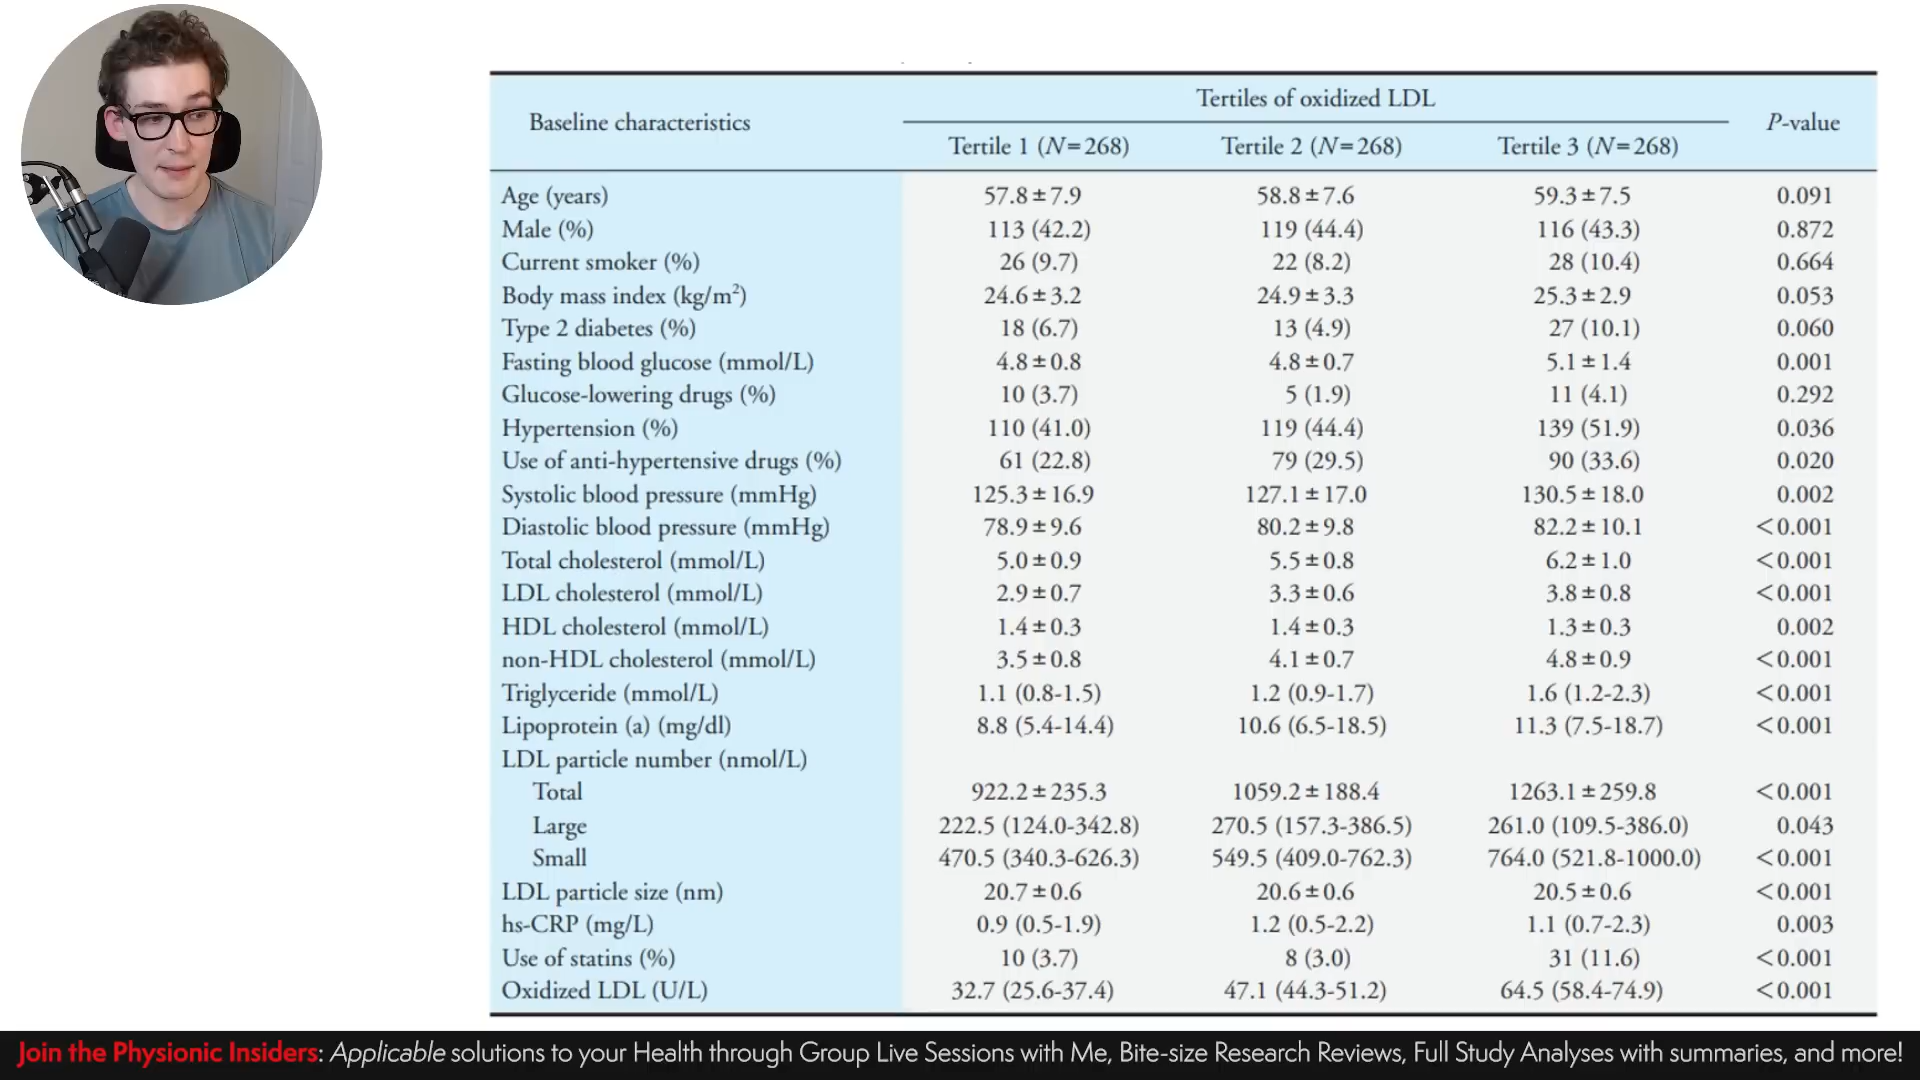 Baseline characteristics
Tertiles of oxidized LDL
P-value
Tertile 1 (N=268) Tertile 2 (N=268) Tertile 3 (N=268)
Age (years) 57.8±7.9 58.8±7.6 59.3±7.5 0.091
Male (%) 113 (42.2) 119 (44.4) 116 (43.3) 0.872
Current smoker (%) 26 (9.7) 22 (8.2) 28 (10.4) 0.664
Body mass index (kg/m²) 24.6±3.2 24.9±3.3 25.3±2.9 0.053
Type 2 diabetes (%) 18 (6.7) 13 (4.9) 27 (10.1) 0.060
Fasting blood glucose (mmol/L) 4.8±0.8 4.8±0.7 5.1±1.4 0.001
Glucose-lowering drugs (%) 10 (3.7) 5 (1.9) 11 (4.1) 0.292
Hypertension (%) 110 (41.0) 119 (44.4) 139 (51.9) 0.036
Use of anti-hypertensive drugs (%) 61 (22.8) 79 (29.5) 90 (33.6) 0.020
Systolic blood pressure (mmHg) 125.3±16.9 127.1±17.0 130.5±18.0 0.002
Diastolic blood pressure (mmHg) 78.9±9.6 80.2±9.8 82.2±10.1 <0.001
Total cholesterol (mmol/L) 5.0±0.9 5.5±0.8 6.2±1.0 <0.001
LDL cholesterol (mmol/L) 2.9±0.7 3.3±0.6 3.8±0.8 <0.001
HDL cholesterol (mmol/L) 1.4±0.3 1.4±0.3 1.3±0.3 0.002
non-HDL cholesterol (mmol/L) 3.5±0.8 4.1±0.7 4.8±0.9 <0.001
Triglyceride (mmol/L) 1.1 (0.8-1.5) 1.2 (0.9-1.7) 1.6 (1.2-2.3) <0.001
Lipoprotein (a) (mg/dl) 8.8 (5.4-14.4) 10.6 (6.5-18.5) 11.3 (7.5-18.7) <0.001
LDL particle number (nmol/L)
Total 922.2±235.3 1059.2±188.4 1263.1±259.8 <0.001
Large 222.5 (124.0-342.8) 270.5 (157.3-386.5) 261.0 (109.5-386.0) 0.043
Small 470.5 (340.3-626.3) 549.5 (409.0-762.3) 764.0 (521.8-1000.0) <0.001
LDL particle size (nm) 20.7±0.6 20.6±0.6 20.5±0.6 <0.001
hs-CRP (mg/L) 0.9 (0.5-1.9) 1.2 (0.5-2.2) 1.1 (0.7-2.3) 0.003
Use of statins (%) 10 (3.7) 8 (3.0) 31 (11.6) <0.001
Oxidized LDL (U/L) 32.7 (25.6-37.4) 47.1 (44.3-51.2) 64.5 (58.4-74.9) <0.001
Join the Physionic Insiders: Applicable solutions to your Health through Group Live Sessions with Me, Bite-size Research Reviews, Full Study Analyses with summaries, and more!